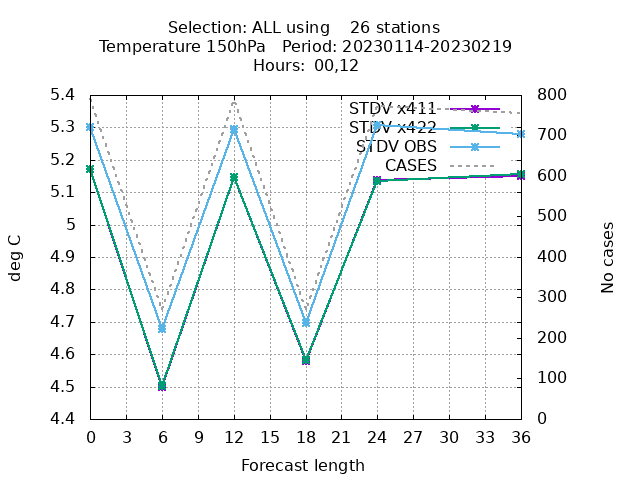 Selection: ALL using    26 stations
Temperature 150hPa   Period: 20230114-20230219
Hours:  00,12
STDV x411
STDV x422
STDV OBS
CASES
5.4
5.3
5.2
5.1
5
4.9
4.8
4.7
4.6
4.5
4.4
deg C
800
700
600
500
400
300
200
100
0
No cases
0 3 6 9 12 15 18 21 24 27 30 33 36
Forecast length